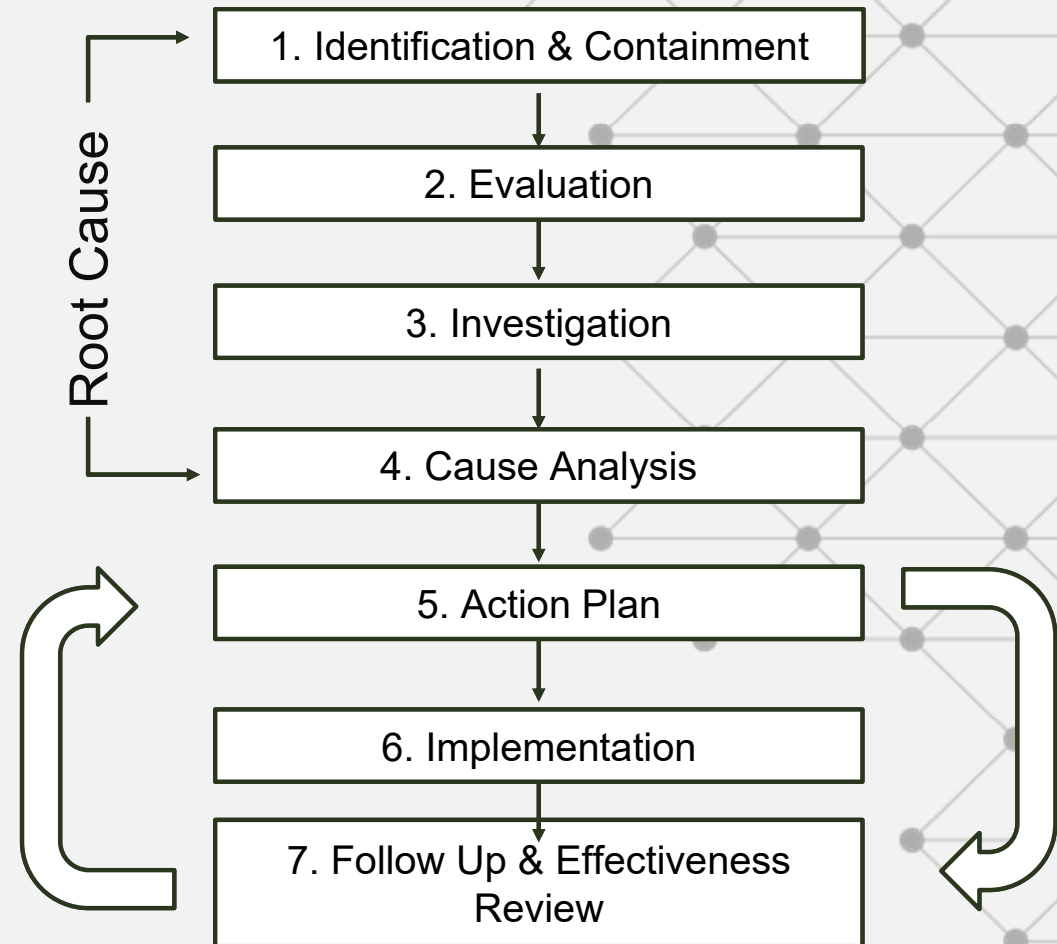 Root Cause
1. Identification & Containment
2. Evaluation
3. Investigation
4. Cause Analysis
5. Action Plan
6. Implementation
7. Follow Up & Effectiveness
Review